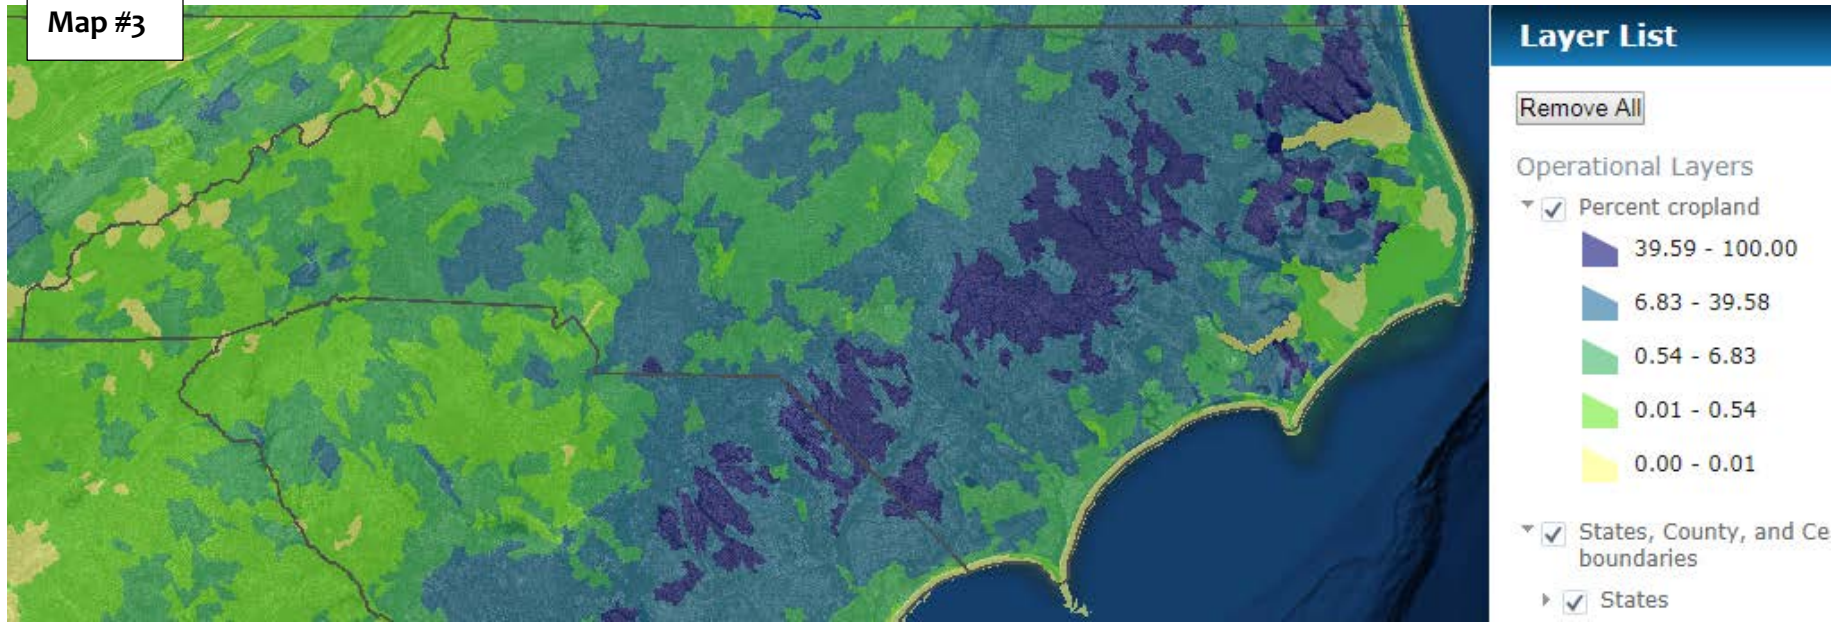 Map #3
Layer List
Remove All
Operational Layers
Percent cropland
39.59 - 100.00
6.83 - 39.58
0.54 - 6.83
0.01 - 0.54
0.00 - 0.01
States, County, and Ce
boundaries
States